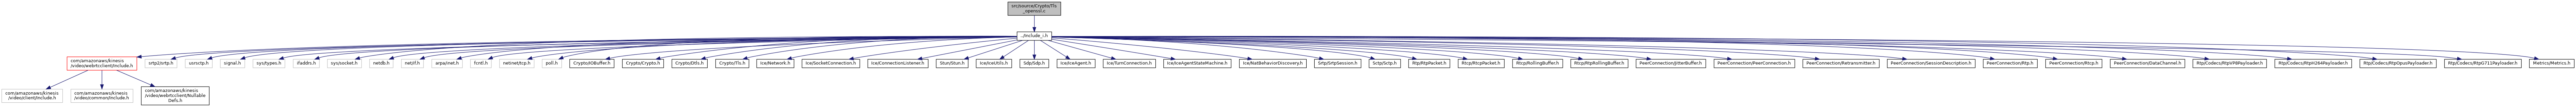 src/source/Crypto/Tls
_openssl.c
../Include_i.h
com/amazonaws/kinesis
/video/webrtcclient/Include.h
srtp2/srtp.h
usrsctp.h
signal.h
sys/types.h
ifaddrs.h
sys/socket.h
netdb.h
net/if.h
arpa/inet.h
fcntl.h
netinet/tcp.h
poll.h
Crypto/IOBuffer.h
Crypto/Crypto.h
Crypto/Dtls.h
Crypto/Tls.h
Ice/Network.h
Ice/SocketConnection.h
Ice/ConnectionListener.h
Stun/Stun.h
Ice/IceUtils.h
Sdp/Sdp.h
Ice/IceAgent.h
Ice/TurnConnection.h
Ice/IceAgentStateMachine.h
Ice/NatBehaviorDiscovery.h
Srtp/SrtpSession.h
Sctp/Sctp.h
Rtp/RtpPacket.h
Rtcp/RtcpPacket.h
Rtcp/RollingBuffer.h
Rtcp/RtpRollingBuffer.h
PeerConnection/JitterBuffer.h
PeerConnection/PeerConnection.h
PeerConnection/Retransmitter.h
PeerConnection/SessionDescription.h
PeerConnection/Rtp.h
PeerConnection/Rtcp.h
PeerConnection/DataChannel.h
Rtp/Codecs/RtpVP8Payloader.h
Rtp/Codecs/RtpH264Payloader.h
Rtp/Codecs/RtpOpusPayloader.h
Rtp/Codecs/RtpG711Payloader.h
Metrics/Metrics.h
com/amazonaws/kinesis
/video/client/Include.h
com/amazonaws/kinesis
/video/common/Include.h
com/amazonaws/kinesis
/video/webrtcclient/Nullable
Defs.h